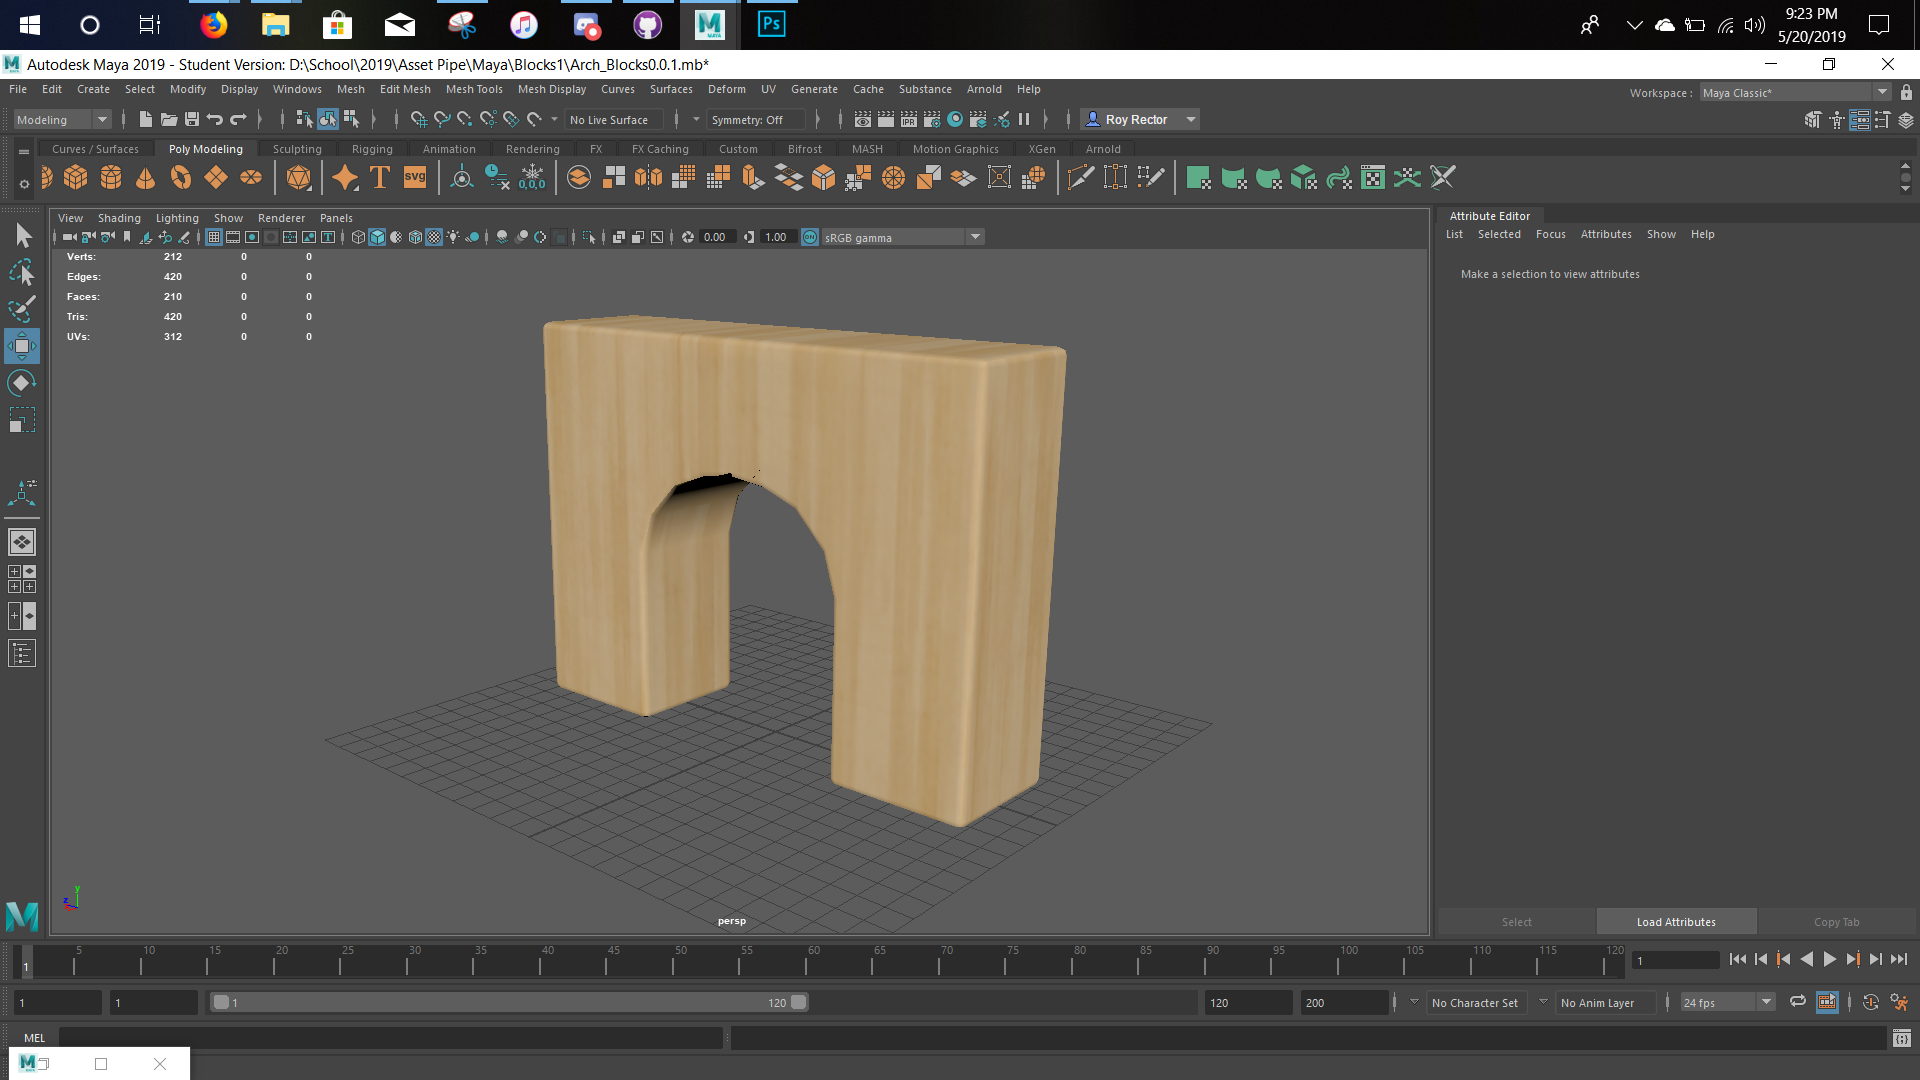 Ps
9:23 PM
5/20/2019
Autodesk Maya 2019 - Student Version: D:\School\2019\Asset Pipe\Maya\Blocks1\Arch_Blocks0.0.1.mb*
File Edit Create Select Modify Display Windows Mesh Edit Mesh Mesh Tools Mesh Display Curves Surfaces Deform UV Generate Cache Substance Arnold Help
Workspace : Maya Classic*
Modeling No Live Surface Symmetry: Off IPR Roy Rector
Curves / Surfaces Poly Modeling Sculpting Rigging Animation Rendering FX FX Caching Custom Bifrost MASH Motion Graphics XGen Arnold
T svg 0,0,0
View Shading Lighting Show Renderer Panels
0.00 1.00 ON sRGB gamma
Verts: 212 0 0
Edges: 420 0 0
Faces: 210 0 0
Tris: 420 0 0
UVs: 312 0 0
y
z
persp
Attribute Editor
List Selected Focus Attributes Show Help
Make a selection to view attributes
Select Load Attributes Copy Tab
5 10 15 20 25 30 35 40 45 50 55 60 65 70 75 80 85 90 95 100 105 110 115 120
1
1
1 1 1 120 120 200 No Character Set No Anim Layer 24 fps
MEL